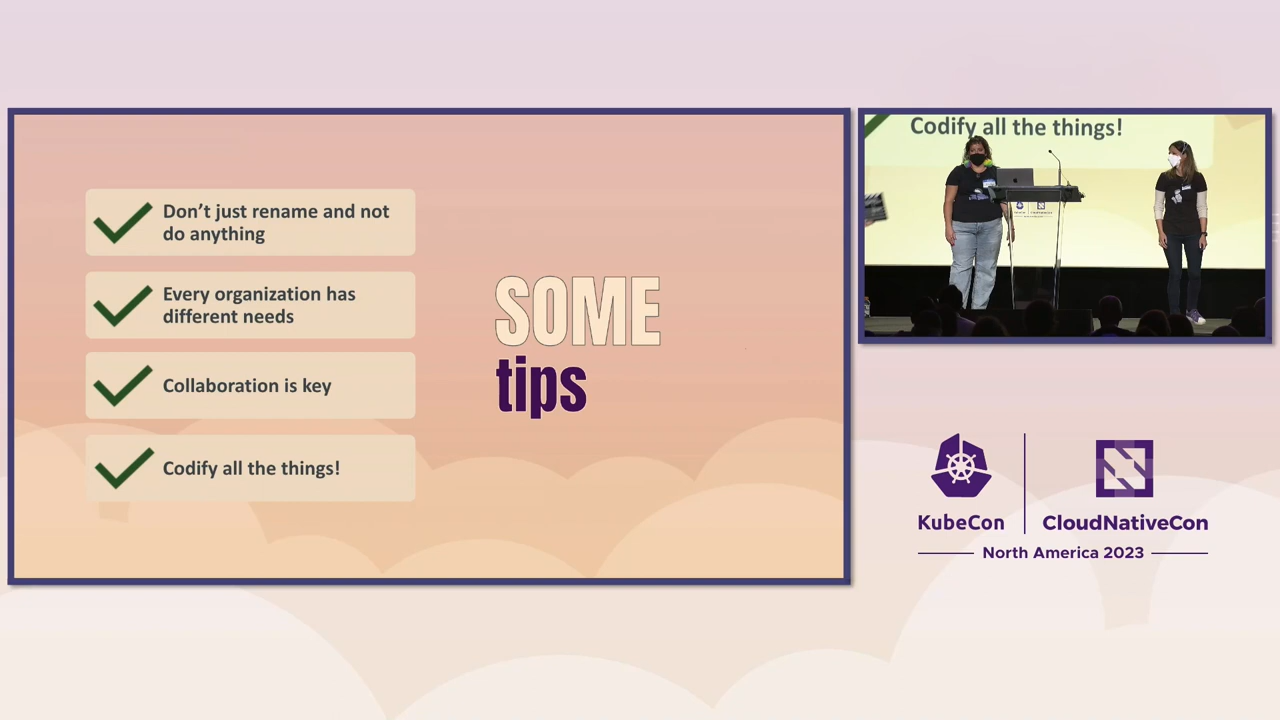 Don't just rename and not
do anything
Every organization has
different needs
Collaboration is key
Codify all the things!
SOME
tips
Codify all the things!
KubeCon
CloudNativeCon
North America 2023